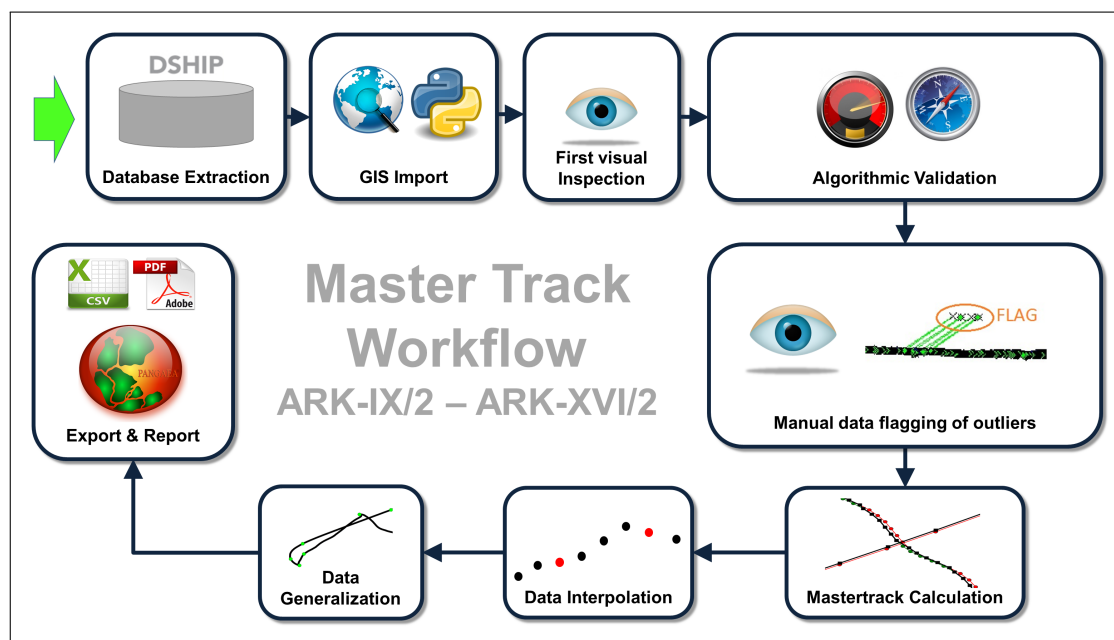 DSHIP
Database Extraction
GIS Import
First visual
Inspection
N
S
Algorithmic Validation
FLAG
Manual data flagging of outliers
Mastertrack Calculation
Data Interpolation
Data
Generalization
X
CSV
PDF
Adobe
PANGAEA
Export & Report
Master Track
Workflow
ARK-IX/2 – ARK-XVI/2